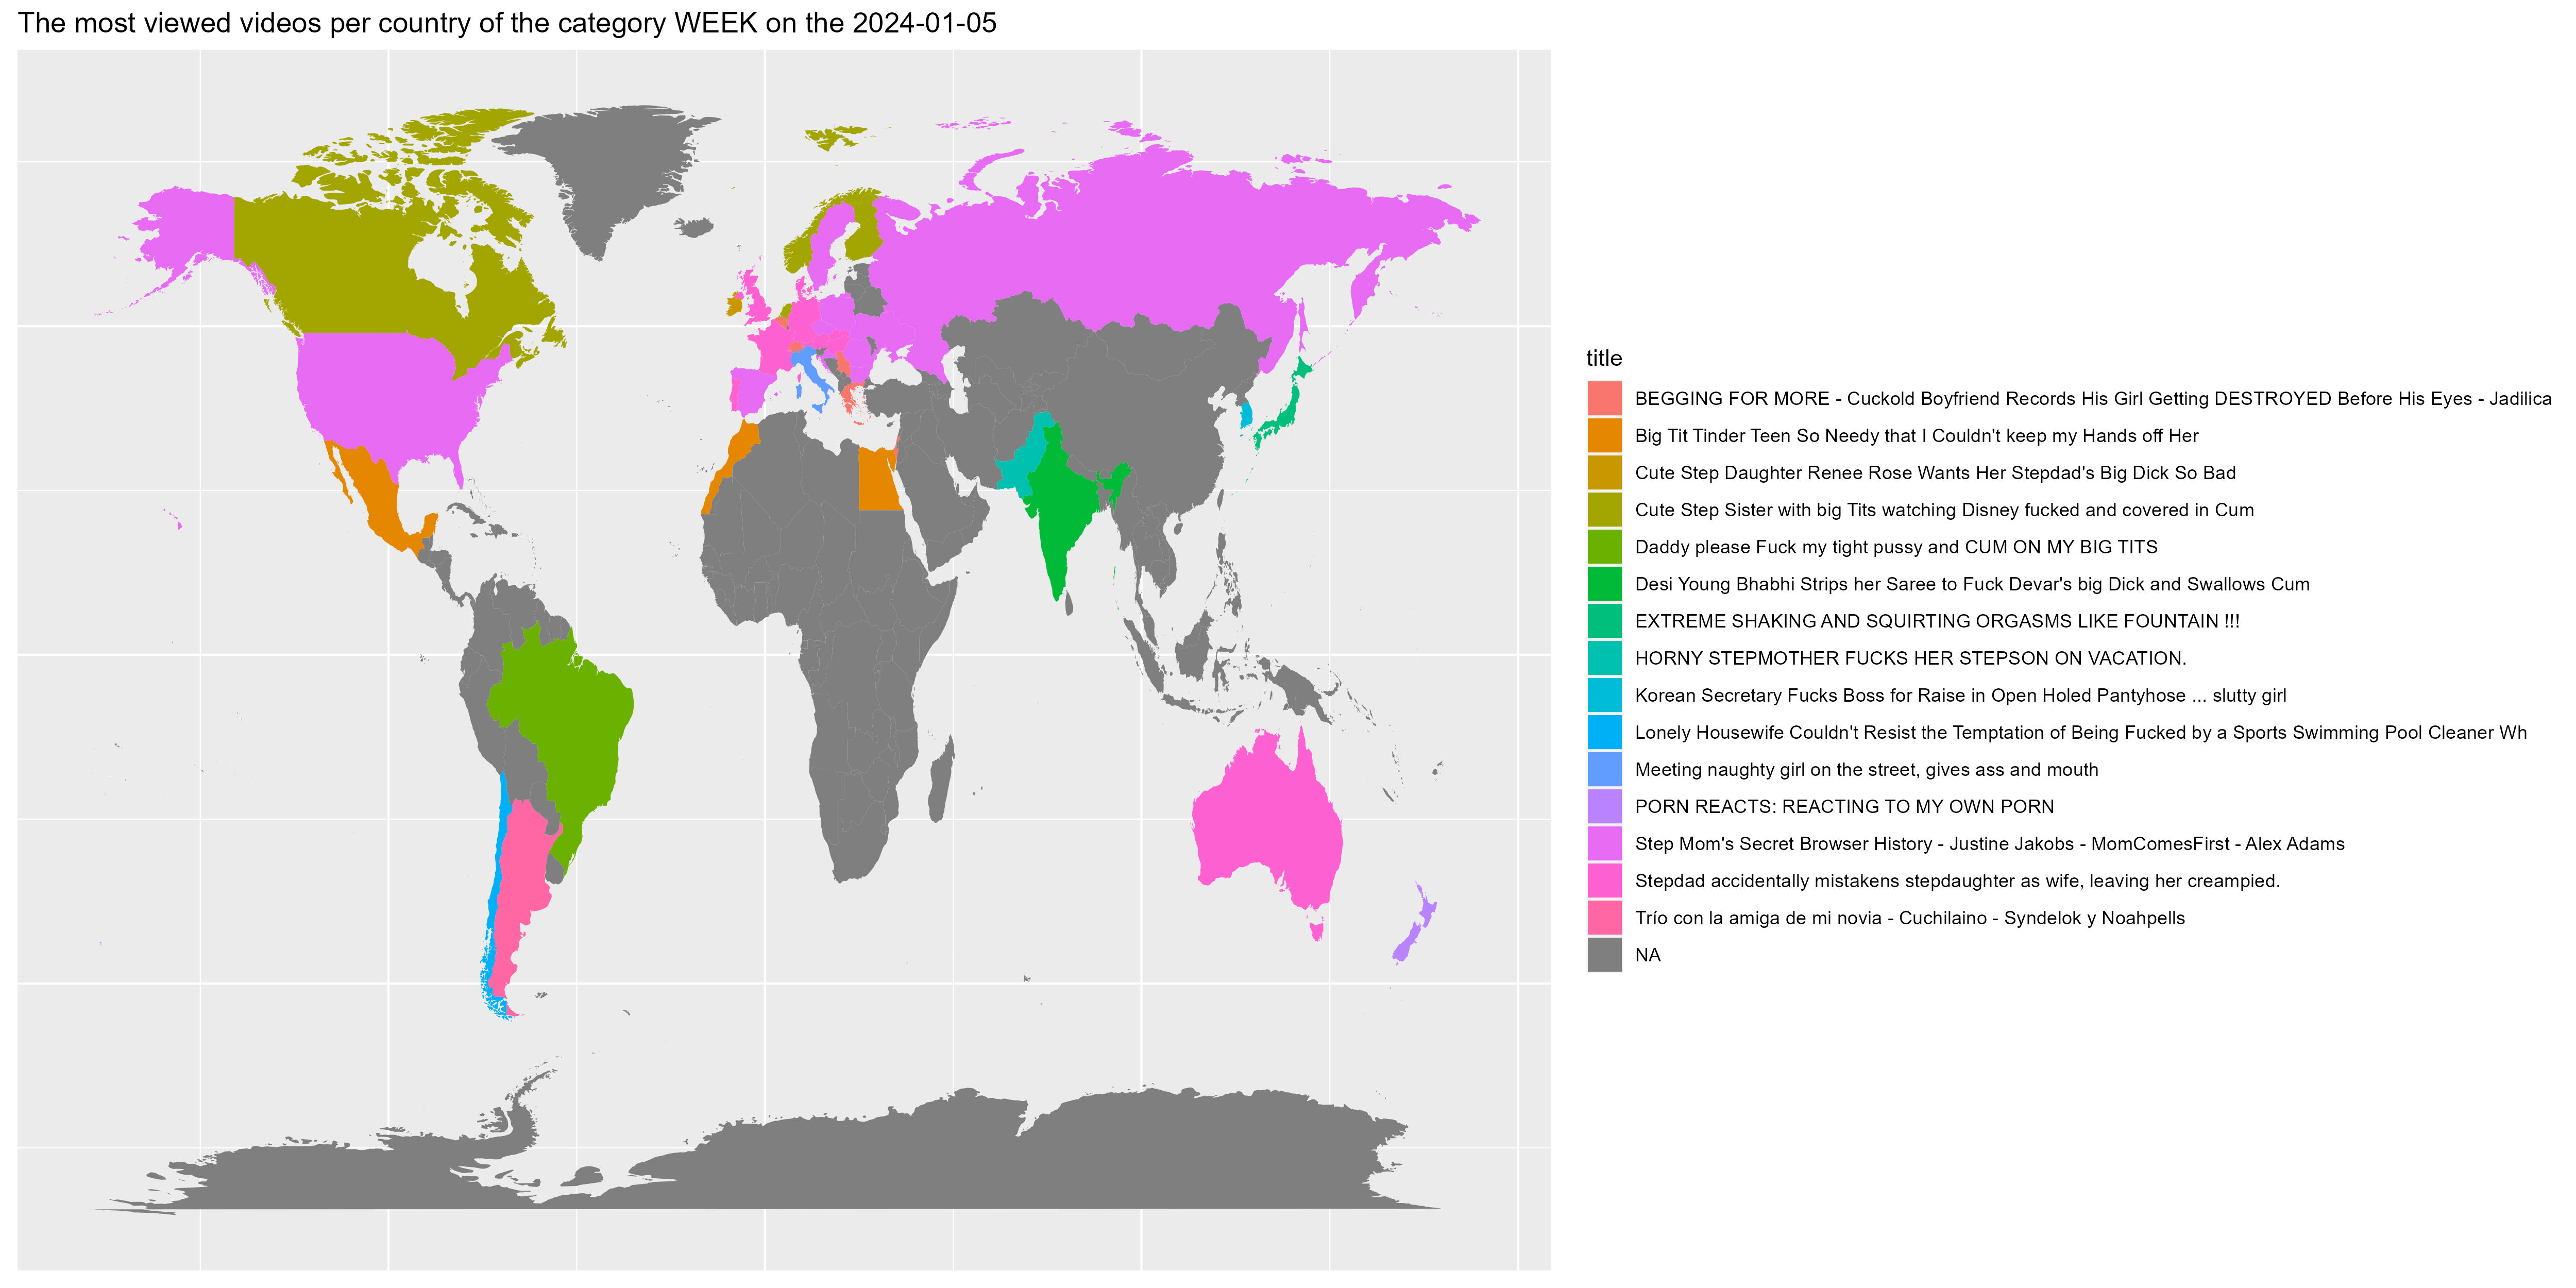 The most viewed videos per country of the category WEEK on the 2024-01-05
title
BEGGING FOR MORE - Cuckold Boyfriend Records His Girl Getting DESTROYED Before His Eyes - Jadilica
Big Tit Tinder Teen So Needy that I Couldn't keep my Hands off Her
Cute Step Daughter Renee Rose Wants Her Stepdad's Big Dick So Bad
Cute Step Sister with big Tits watching Disney fucked and covered in Cum
Daddy please Fuck my tight pussy and CUM ON MY BIG TITS
Desi Young Bhabhi Strips her Saree to Fuck Devar's big Dick and Swallows Cum
EXTREME SHAKING AND SQUIRTING ORGASMS LIKE FOUNTAIN !!!
HORNY STEPMOTHER FUCKS HER STEPSON ON VACATION.
Korean Secretary Fucks Boss for Raise in Open Holed Pantyhose ... slutty girl
Lonely Housewife Couldn't Resist the Temptation of Being Fucked by a Sports Swimming Pool Cleaner Wh
Meeting naughty girl on the street, gives ass and mouth
PORN REACTS: REACTING TO MY OWN PORN
Step Mom's Secret Browser History - Justine Jakobs - MomComesFirst - Alex Adams
Stepdad accidentally mistakens stepdaughter as wife, leaving her creampied.
Trío con la amiga de mi novia - Cuchilaino - Syndelok y Noahpells
NA